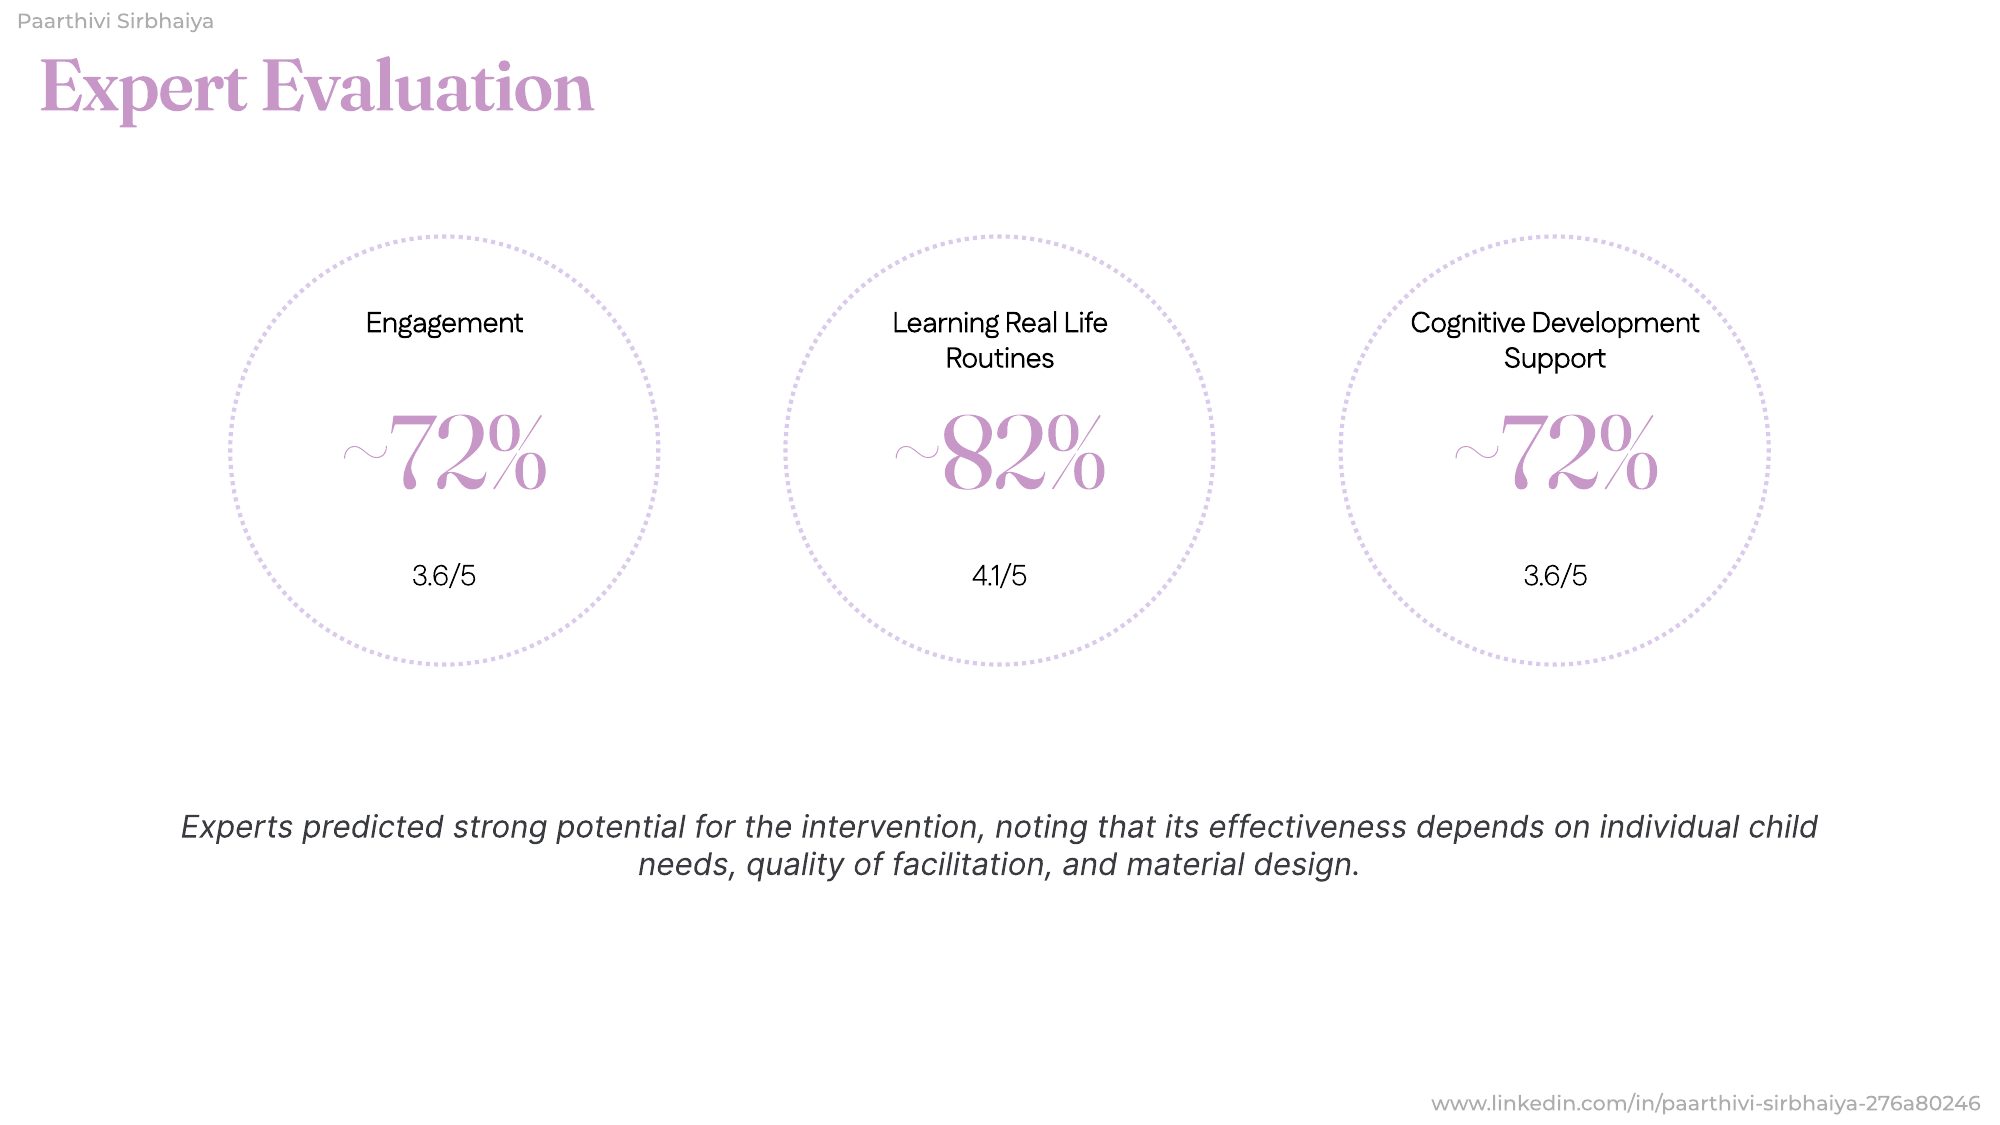 Paarthivi Sirbhaiya
Expert Evaluation
Engagement
~72%
3.6/5
Learning Real Life
Routines
~82%
4.1/5
Cognitive Development
Support
~72%
3.6/5
Experts predicted strong potential for the intervention, noting that its effectiveness depends on individual child
needs, quality of facilitation, and material design.
www.linkedin.com/in/paarthivi-sirbhaiya-276a80246